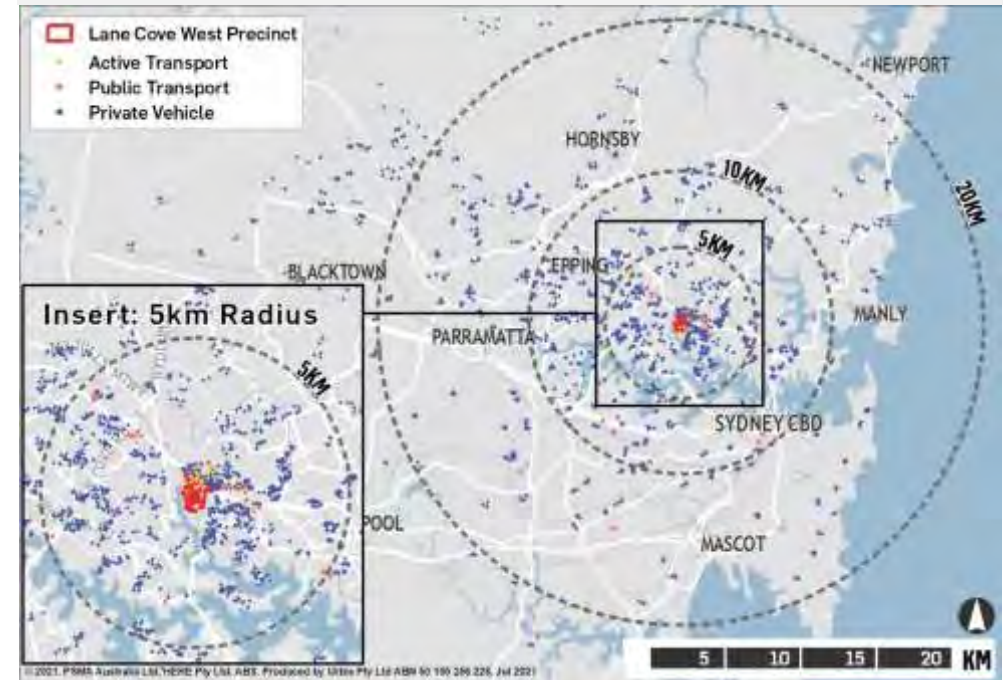 Lane Cove West Precinct
Active Transport
Public Transport
Private Vehicle
NEWPORT
HORNSBY
10KM
20KM
5KM
EPPING
BLACKTOWN
Insert: 5km Radius
MANLY
PARRAMATTA
5KM
SYDNEY CBD
POOL
MASCOT
5 10 15 20 KM
© 2021. PSMA Australia Ltd, HERE Pty Ltd, ABS. Produced by Urbis Pty Ltd ABN 50 105 256 228, Jul 2021